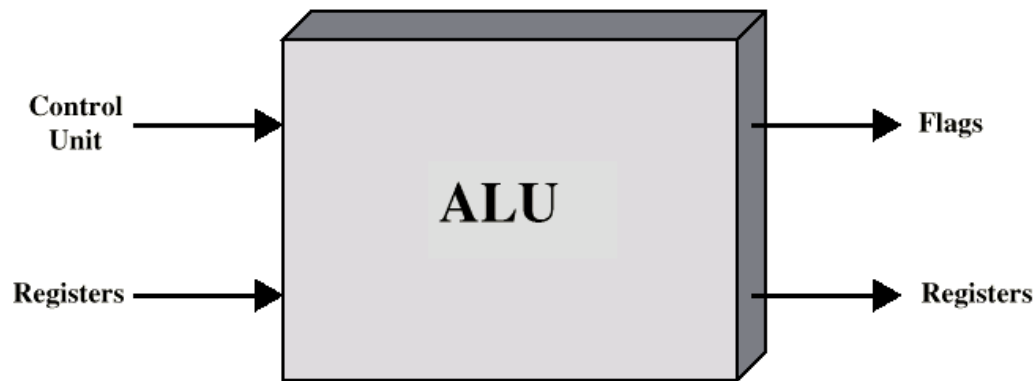 Control
Unit
Flags
ALU
Registers
Registers